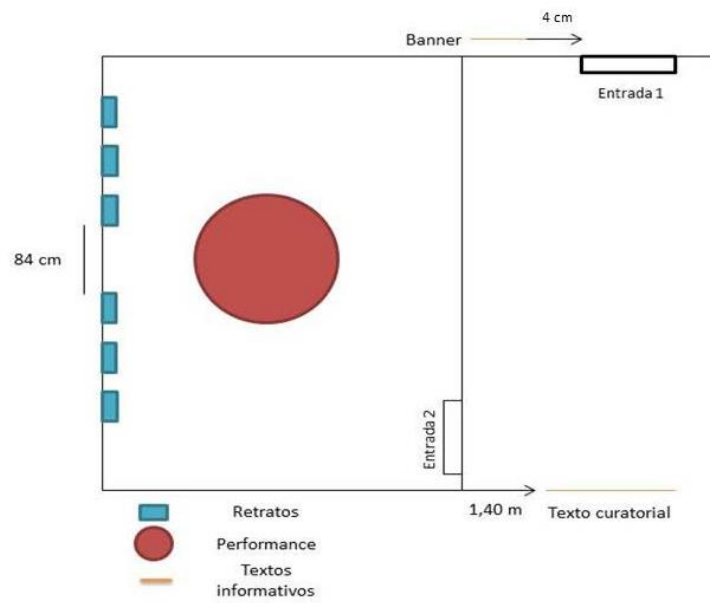 4 cm
Banner
Entrada 1
84 cm
Entrada 2
1,40 m
Texto curatorial
Retratos
Performance
Textos
informativos